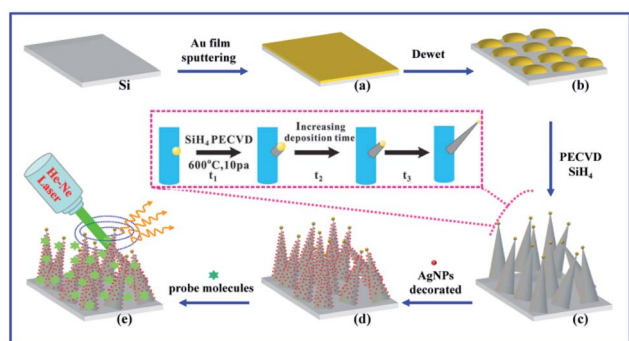 Au film
sputtering
Dewet
Si
(a)
(b)
SiH₄ PECVD
600°C,10pa
t₁
Increasing
deposition time
t₂
t₃
PECVD
SiH₄
He-Ne
Laser
probe molecules
AgNPs
decorated
(e)
(d)
(c)